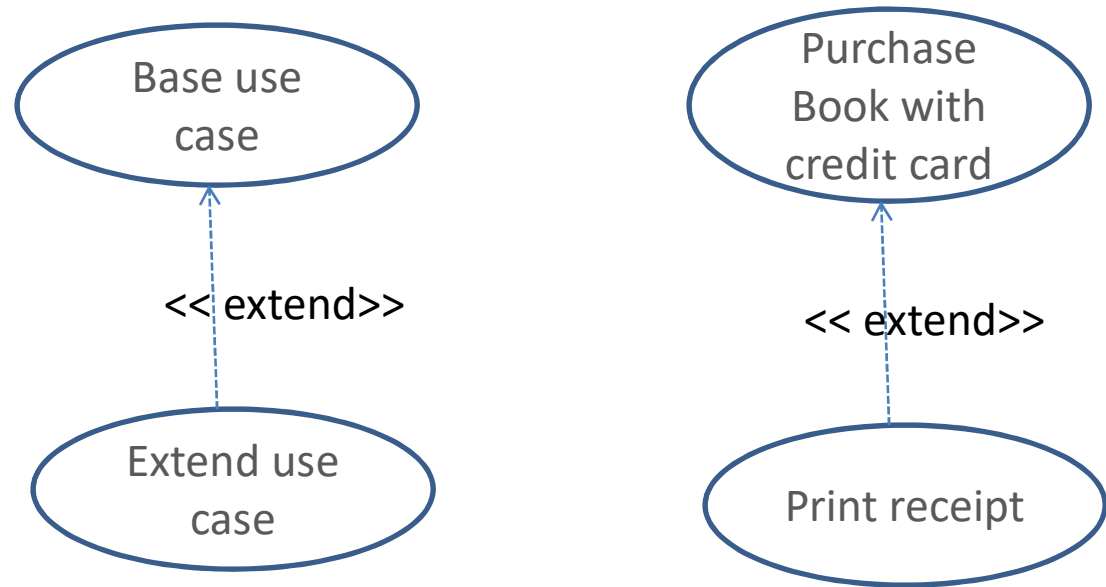 Base use
case
<< extend>>
Extend use
case
Purchase
Book with
credit card
<< extend>>
Print receipt